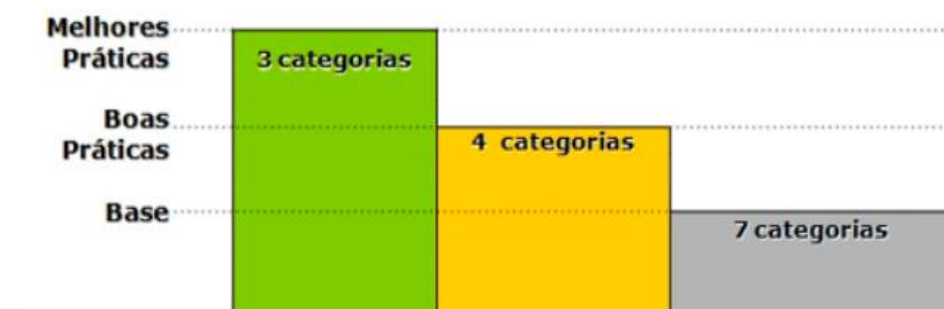 Melhores
Práticas
3 categorias
Boas
Práticas
4 categorias
Base
7 categorias